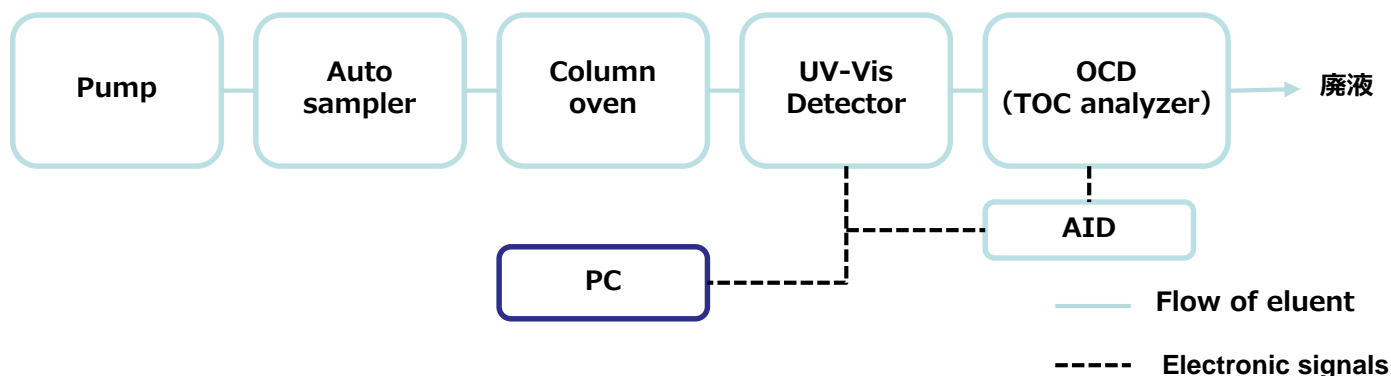 Pump
Auto
sampler
Column
oven
UV-Vis
Detector
OCD
（TOC analyzer）
廃液
AID
PC
Flow of eluent
Electronic signals